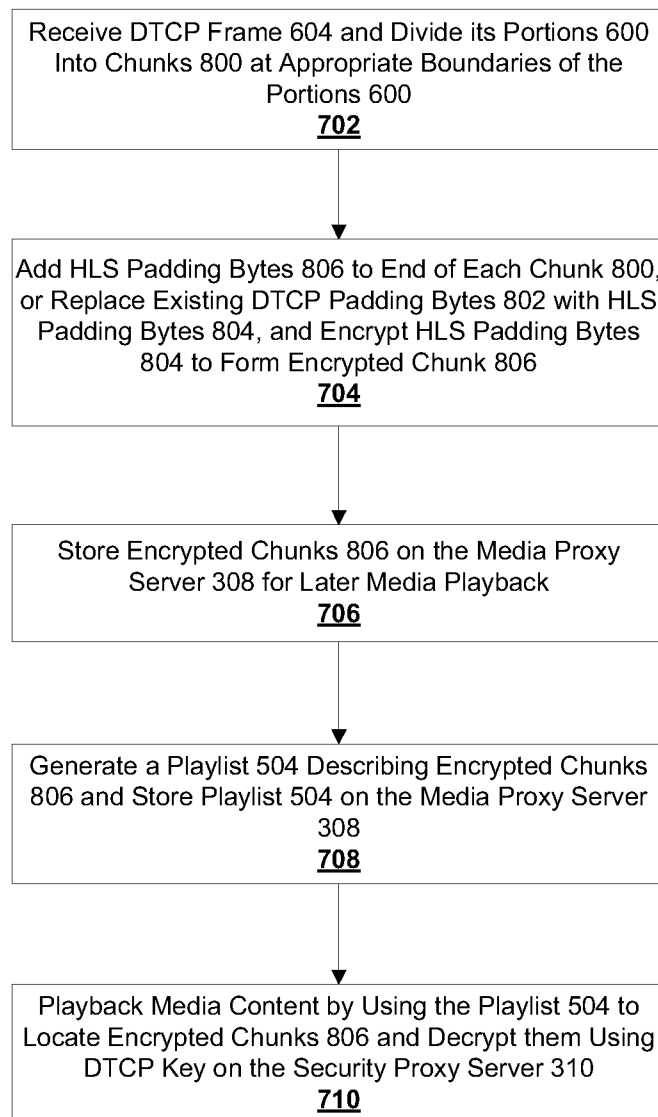 Receive DTCP Frame 604 and Divide its Portions 600
Into Chunks 800 at Appropriate Boundaries of the
Portions 600
702
Add HLS Padding Bytes 806 to End of Each Chunk 800,
or Replace Existing DTCP Padding Bytes 802 with HLS
Padding Bytes 804, and Encrypt HLS Padding Bytes
804 to Form Encrypted Chunk 806
704
Store Encrypted Chunks 806 on the Media Proxy
Server 308 for Later Media Playback
706
Generate a Playlist 504 Describing Encrypted Chunks
806 and Store Playlist 504 on the Media Proxy Server
308
708
Playback Media Content by Using the Playlist 504 to
Locate Encrypted Chunks 806 and Decrypt them Using
DTCP Key on the Security Proxy Server 310
710